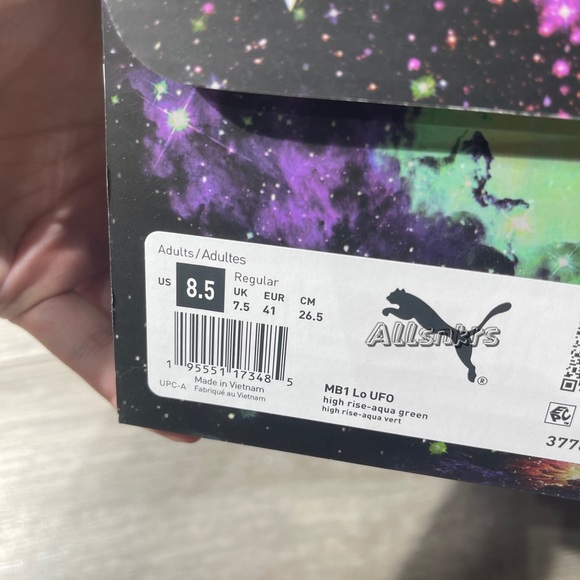 Adults/Adultes
Regular
US 8.5 UK 7.5 EUR 41 CM 26.5
Allsnkrs
®
1 95551 17348 5
UPC-A Made in Vietnam
Fabriqué au Vietnam
MB1 Lo UFO
high rise-aqua green
high rise-aqua vert